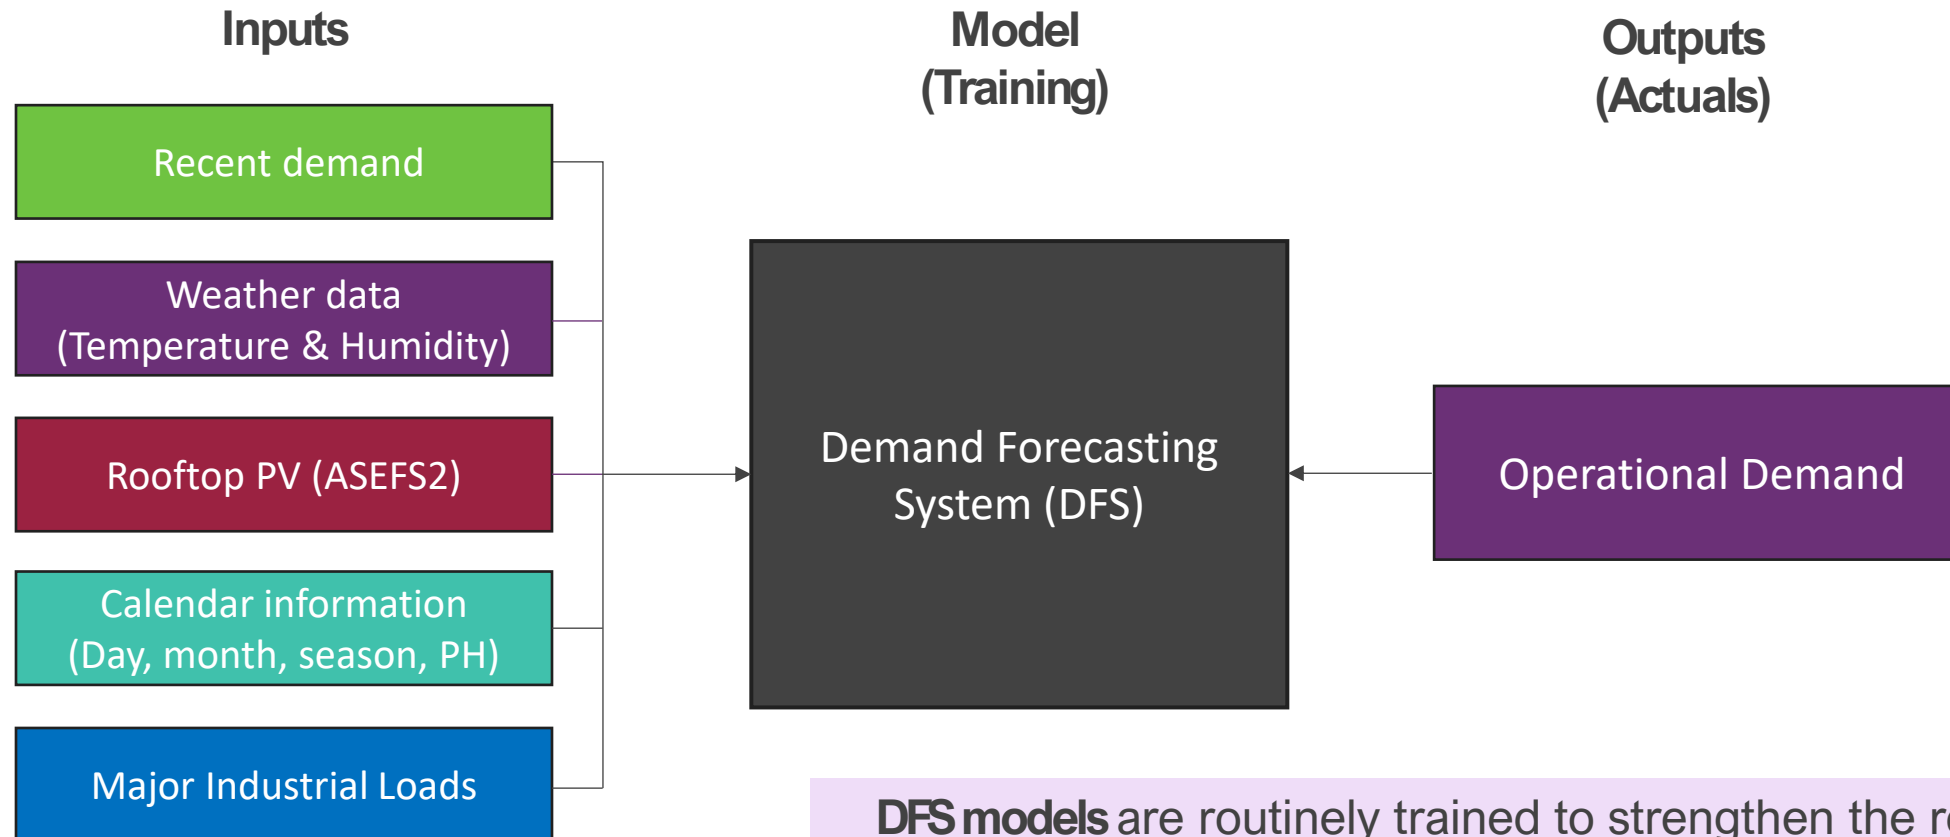 Inputs
Model
(Training)
Outputs
(Actuals)
Recent demand
Weather data
(Temperature & Humidity)
Rooftop PV (ASEFS2)
Calendar information
(Day, month, season, PH)
Major Industrial Loads
Demand Forecasting
System (DFS)
Operational Demand
DFS models are routinely trained to strengthen the